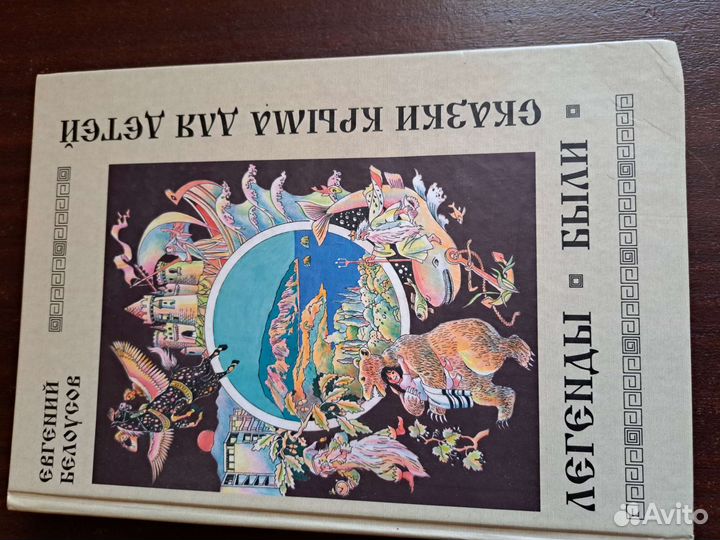 ЕВГЕНИЙ
БЕЛОУСОВ
ЛЕГЕНДЫ ▪ БЫЛИ ▪
СКАЗКИ КРЫМА ДЛЯ ДЕТЕЙ
Avito